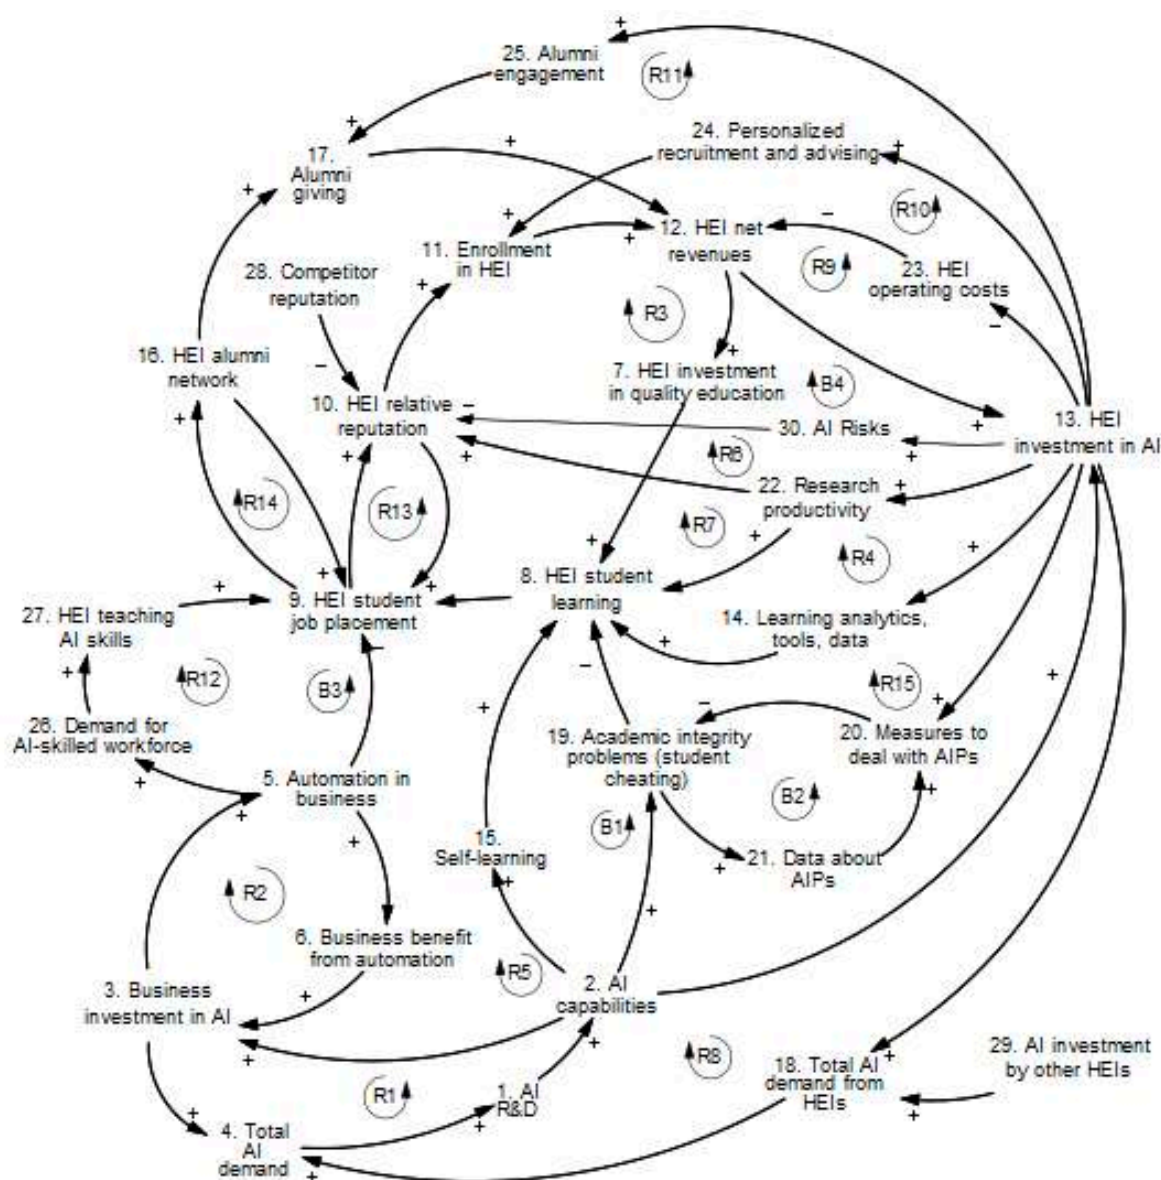 25. Alumni
engagement
R11
24. Personalized
recruitment and advising
17.
Alumni
giving
R10
12. HEI net
revenues
11. Enrollment
in HEI
R9
23. HEI
operating costs
28. Competitor
reputation
R3
16. HEI alumni
network
7. HEI investment
in quality education
B4
10. HEI relative
reputation
30. AI Risks
13. HEI
investment in AI
R6
22. Research
productivity
R14
R13
R7
R4
8. HEI student
learning
9. HEI student
job placement
27. HEI teaching
AI skills
14. Learning analytics,
tools, data
R12
B3
R15
26. Demand for
AI-skilled workforce
19. Academic integrity
problems (student
cheating)
20. Measures to
deal with AIPs
5. Automation in
business
B2
B1
15.
Self-learning
21. Data about
AIPs
R2
6. Business benefit
from automation
R5
2. AI
capabilities
3. Business
investment in AI
R8
18. Total AI
demand from
HEIs
29. AI investment
by other HEIs
R1
1. AI
R&D
4. Total
AI
demand